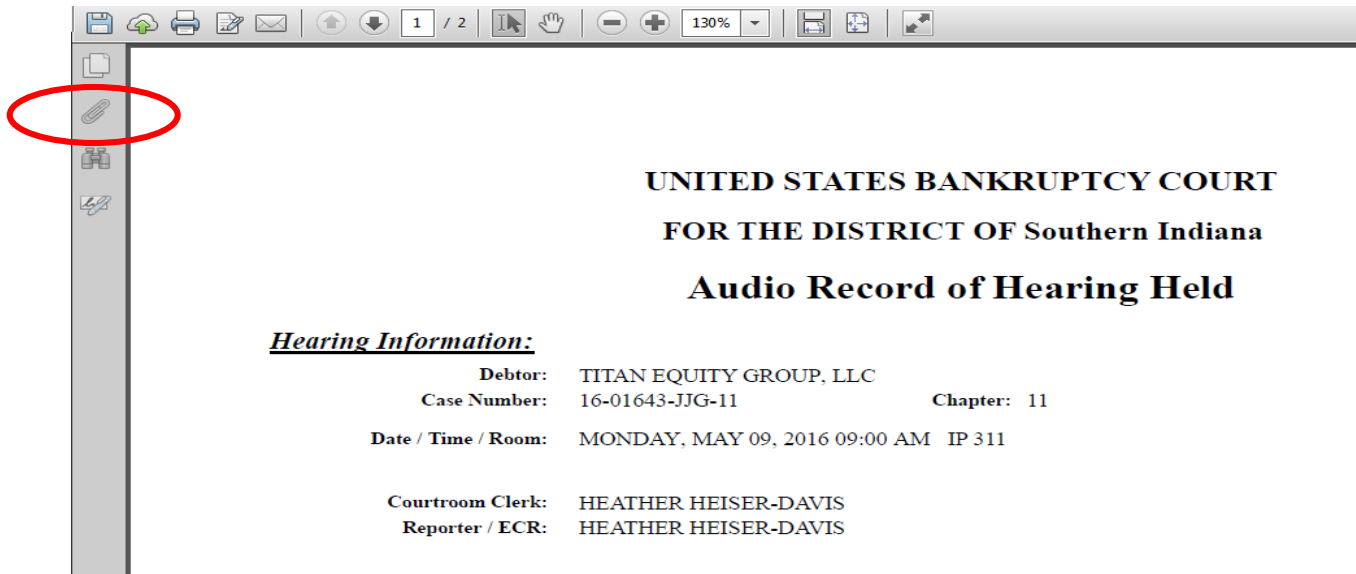 1 / 2 130%
UNITED STATES BANKRUPTCY COURT
FOR THE DISTRICT OF Southern Indiana
Audio Record of Hearing Held
Hearing Information:
Debtor: TITAN EQUITY GROUP, LLC
Case Number: 16-01643-JJG-11 Chapter: 11
Date / Time / Room: MONDAY, MAY 09, 2016 09:00 AM IP 311
Courtroom Clerk: HEATHER HEISER-DAVIS
Reporter / ECR: HEATHER HEISER-DAVIS